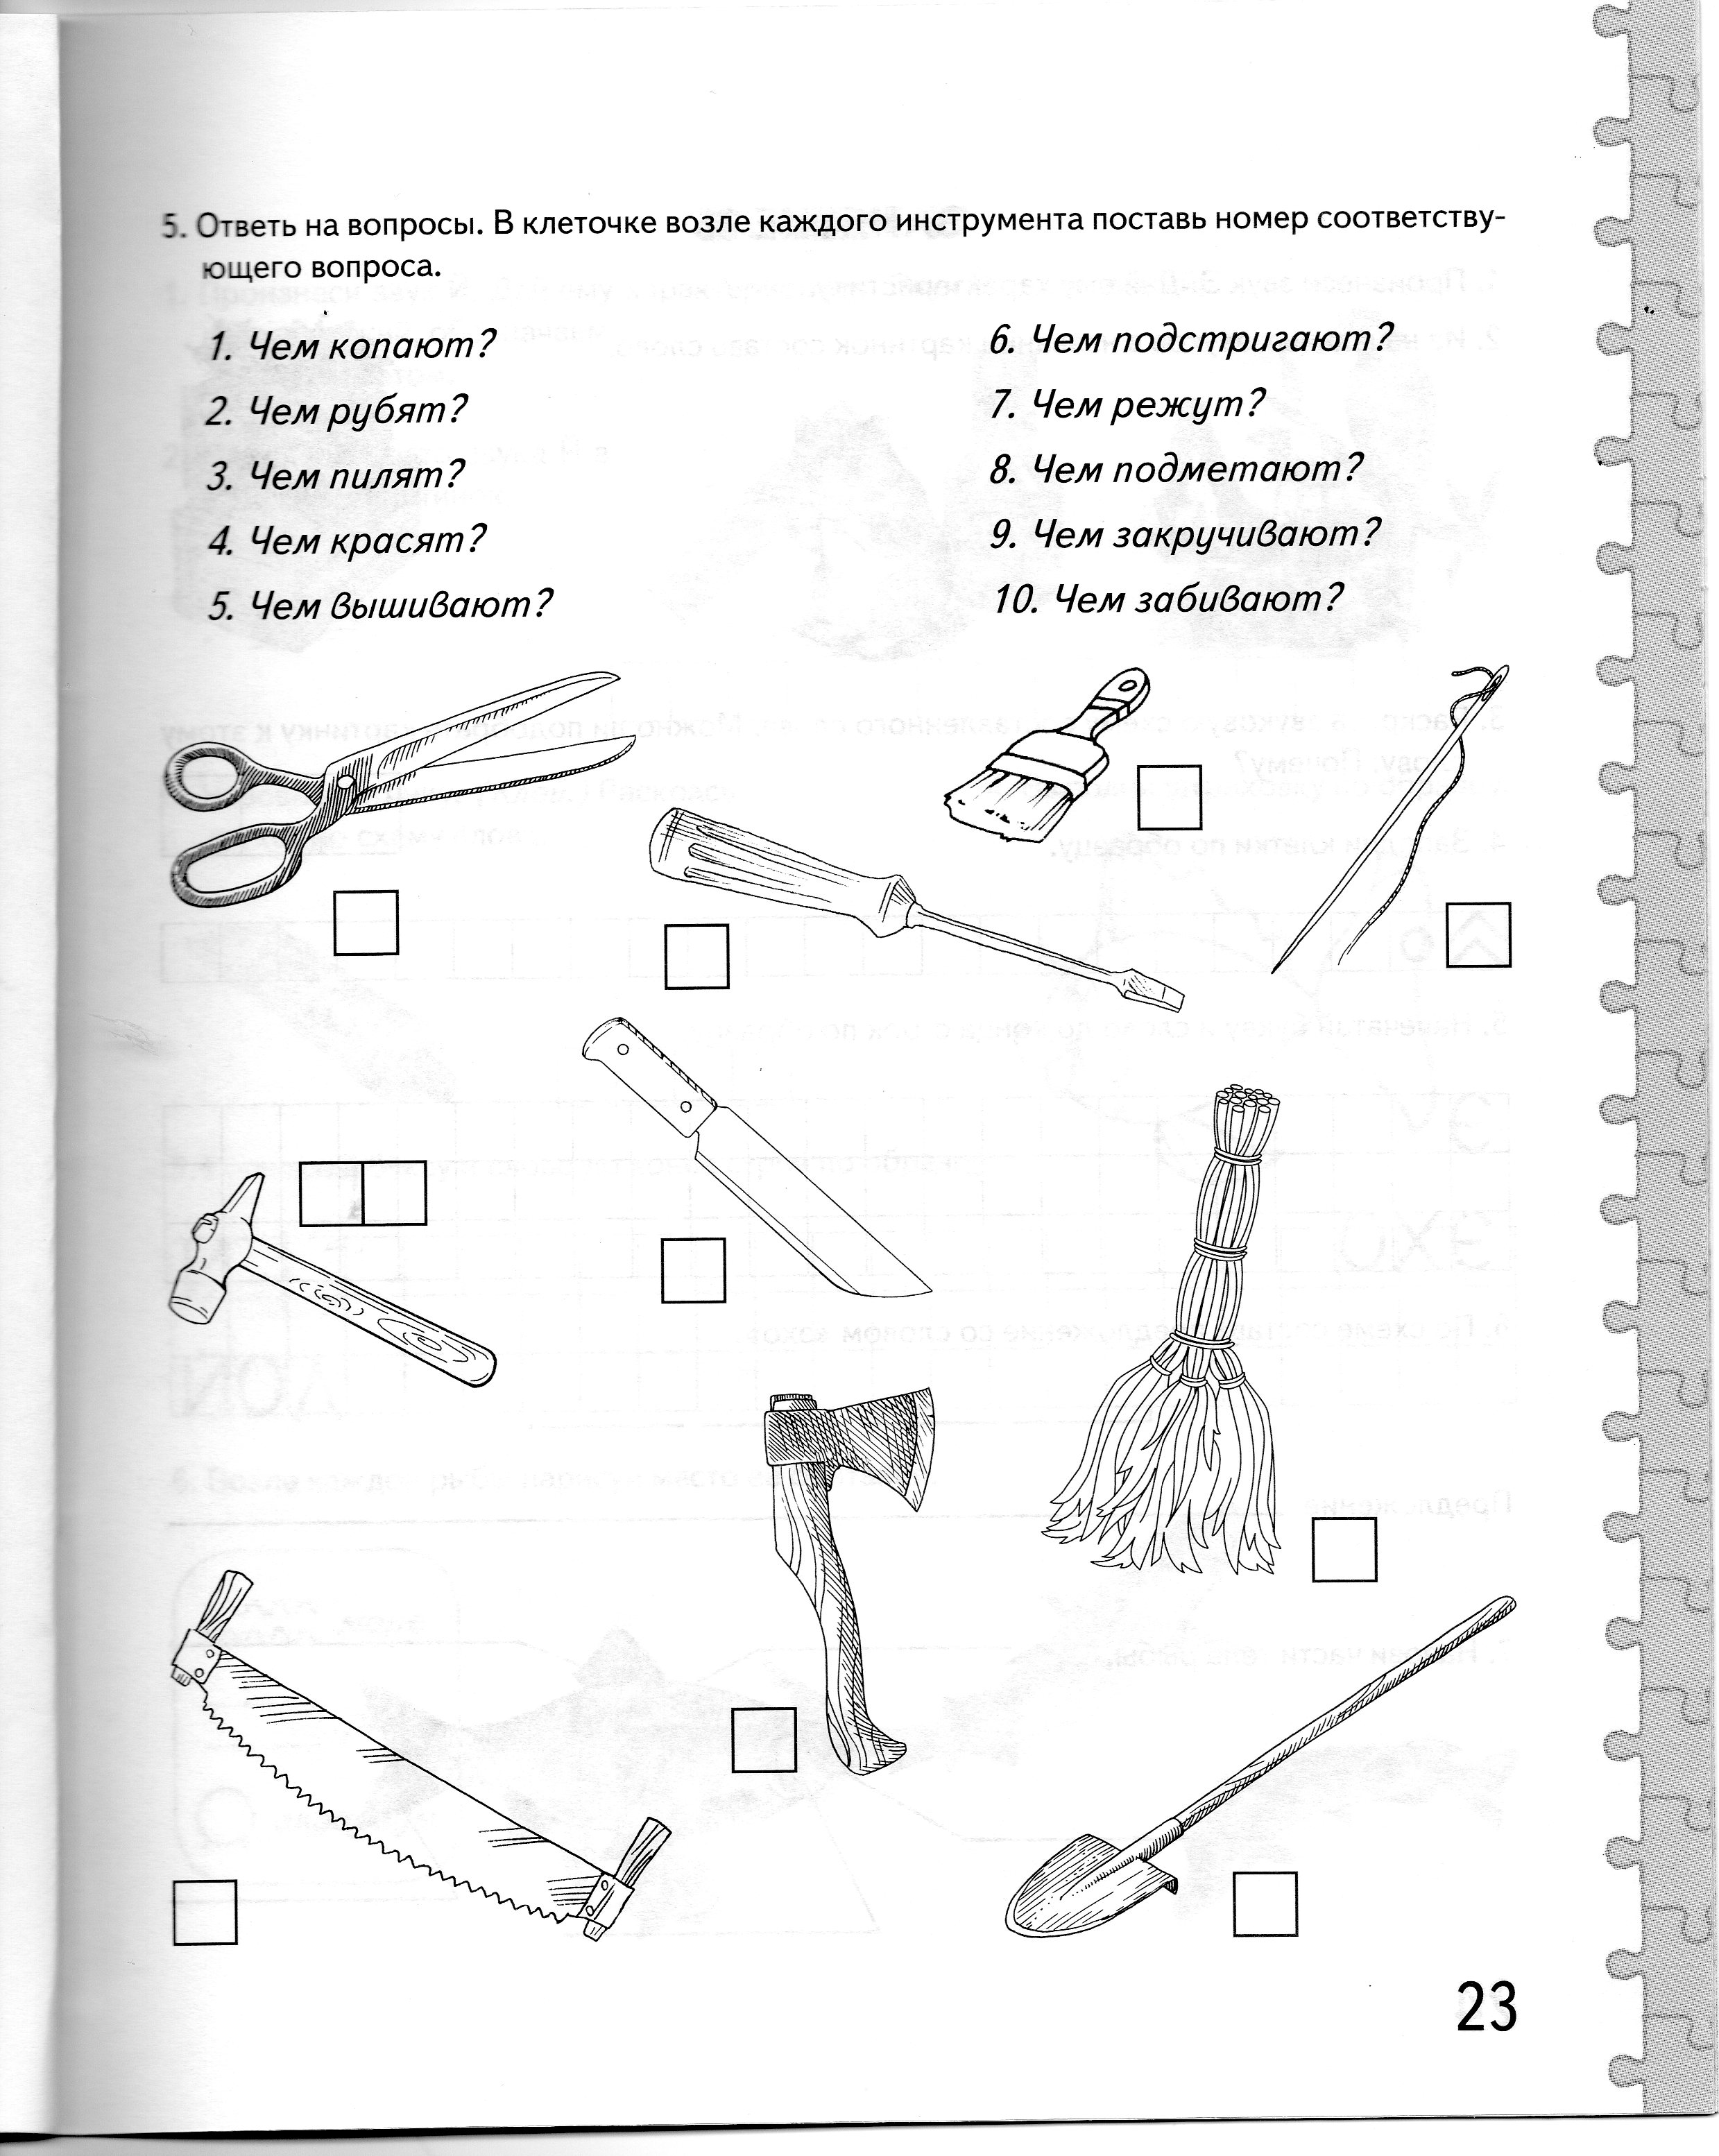 5. Ответь на вопросы. В клеточке возле каждого инструмента поставь номер соответству-
ющего вопроса.
1. Чем копают?
2. Чем рубят?
3. Чем пилят?
4. Чем красят?
5. Чем вышивают?
6. Чем подстригают?
7. Чем режут?
8. Чем подметают?
9. Чем закручивают?
10. Чем забивают?
23